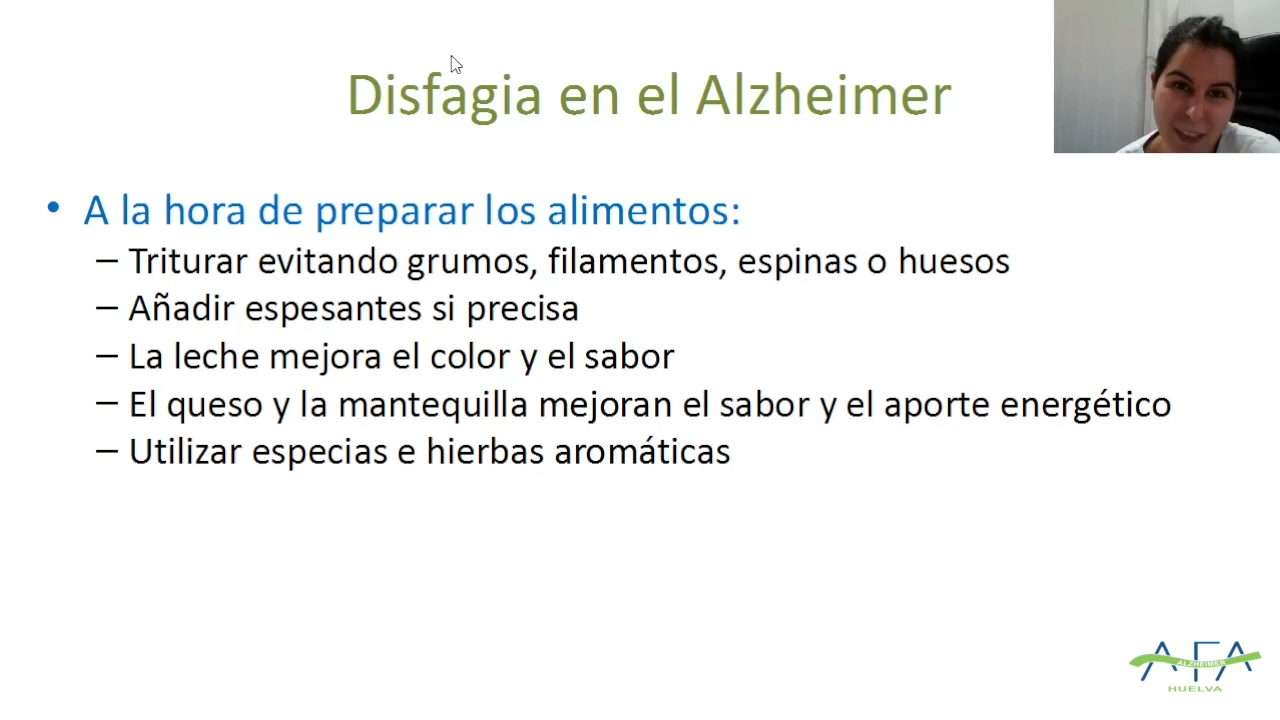 Disfagia en el Alzheimer
• A la hora de preparar los alimentos:
– Triturar evitando grumos, filamentos, espinas o huesos
– Añadir espesantes si precisa
– La leche mejora el color y el sabor
– El queso y la mantequilla mejoran el sabor y el aporte energético
– Utilizar especias e hierbas aromáticas
AFA
ALZHEIMER
HUELVA